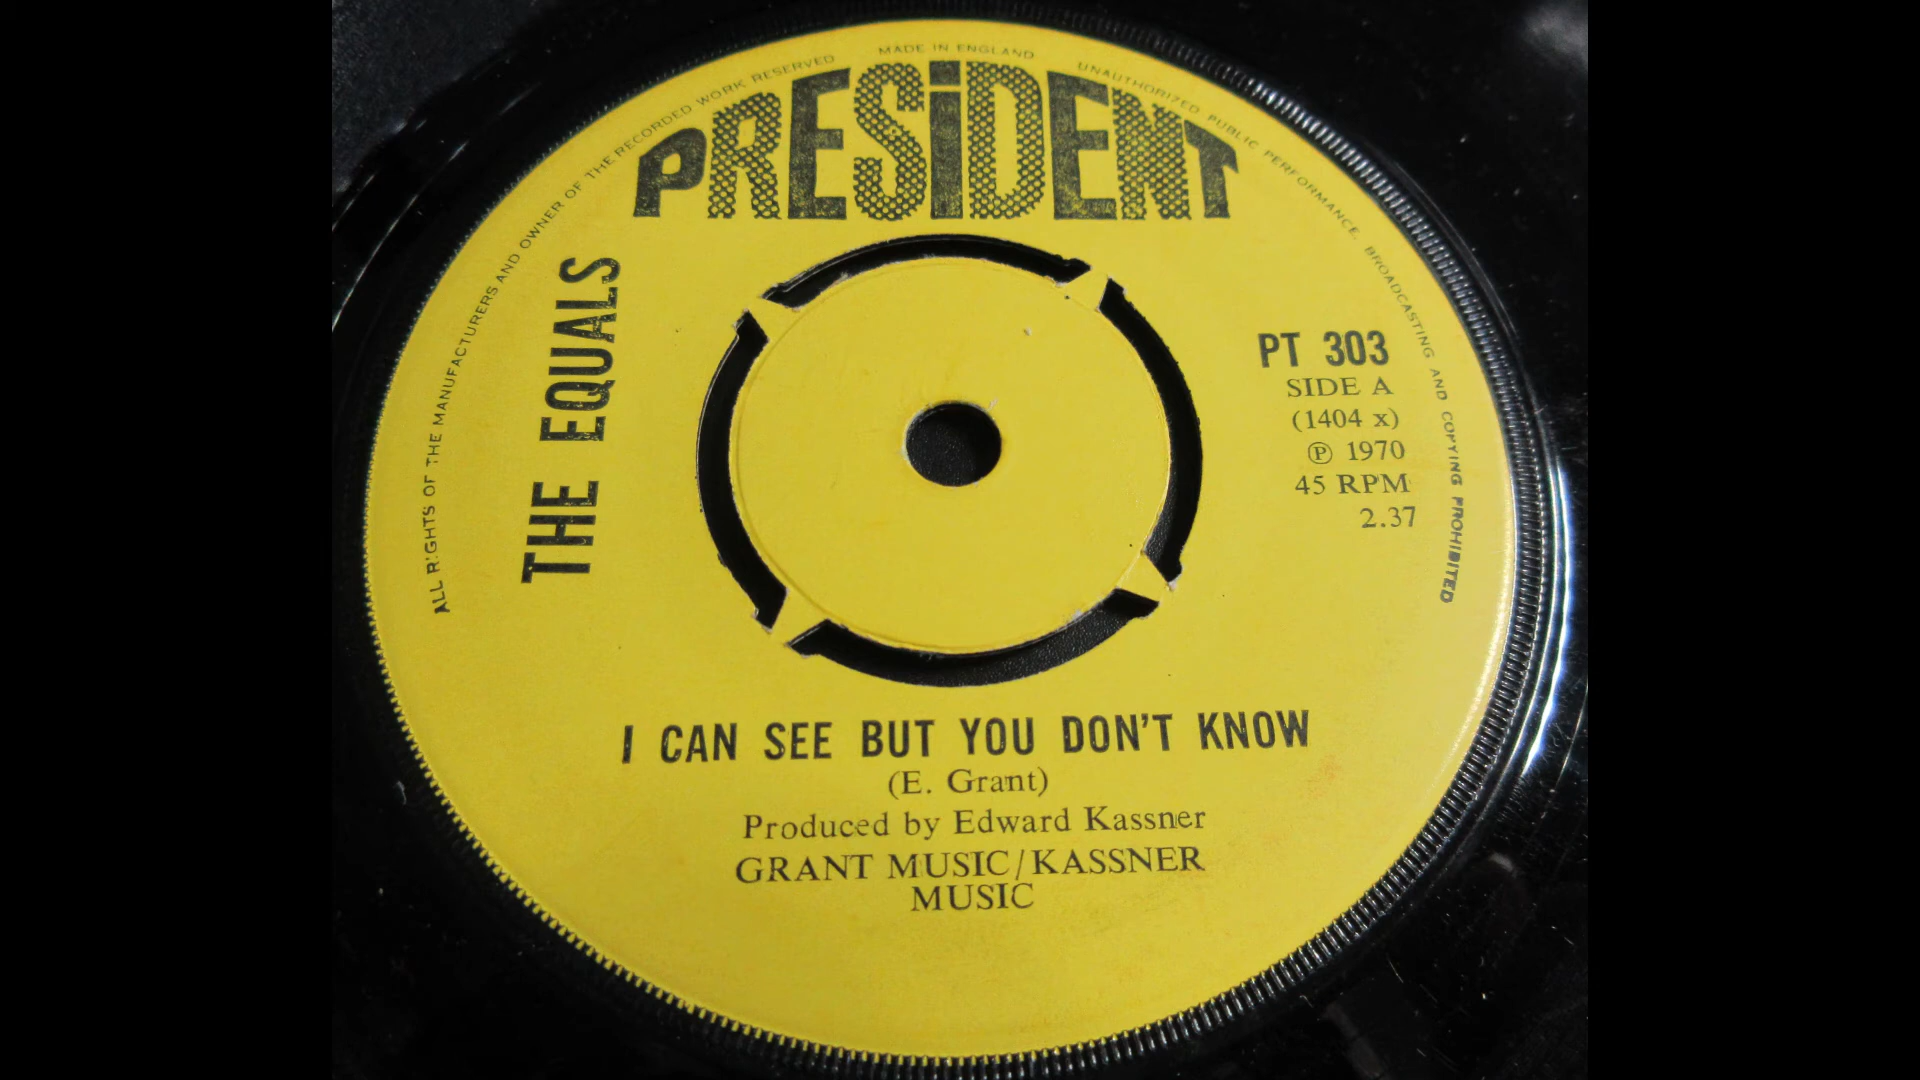 ALL RIGHTS OF THE MANUFACTURERS AND OWNER OF THE RECORDED WORK RESERVED
MADE IN ENGLAND
UNAUTHORIZED PUBLIC PERFORMANCE, BROADCASTING AND COPYING PROHIBITED
PRESiDENT
THE EQUALS
PT 303
SIDE A
(1404 x)
℗ 1970
45 RPM
2.37
I CAN SEE BUT YOU DON'T KNOW
(E. Grant)
Produced by Edward Kassner
GRANT MUSIC/KASSNER
MUSIC